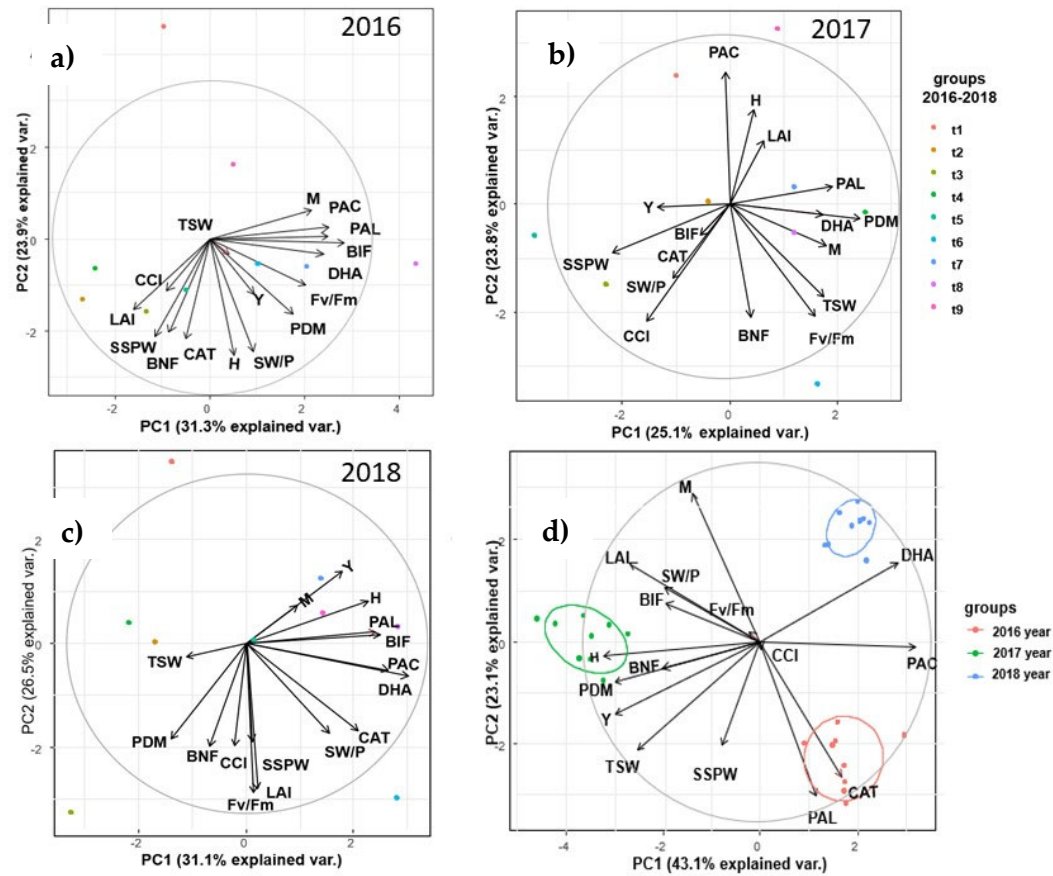 a)
2016
M
PAC
TSW
PAL
BIF
CCI
DHA
Y
Fv/Fm
LAI
PDM
SSPW
BNF
CAT
H
SW/P
PC2 (23.9% explained var.)
2
0
-2
-2
0
2
4
PC1 (31.3% explained var.)
b)
2017
PAC
H
LAI
PAL
Y
DHA
PDM
BIF
M
SSPW
CAT
SW/P
TSW
CCI
BNF
Fv/Fm
PC2 (23.8% explained var.)
2
0
-2
-2
0
2
PC1 (25.1% explained var.)
groups
2016-2018
t1
t2
t3
t4
t5
t6
t7
t8
t9
c)
2018
Y
M
H
PAL
BIF
TSW
PAC
DHA
PDM
BNF
CCI
SSPW
SW/P
CAT
LAI
Fv/Fm
PC2 (26.5% explained var.)
2
0
-2
-2
0
2
PC1 (31.1% explained var.)
d)
M
LAI
DHA
SW/P
BIF
Fv/Fm
H
BNF
CCI
PAC
PDM
Y
TSW
SSPW
CAT
PAL
PC2 (23.1% explained var.)
2
0
-2
-4
-2
0
2
PC1 (43.1% explained var.)
groups
2016 year
2017 year
2018 year